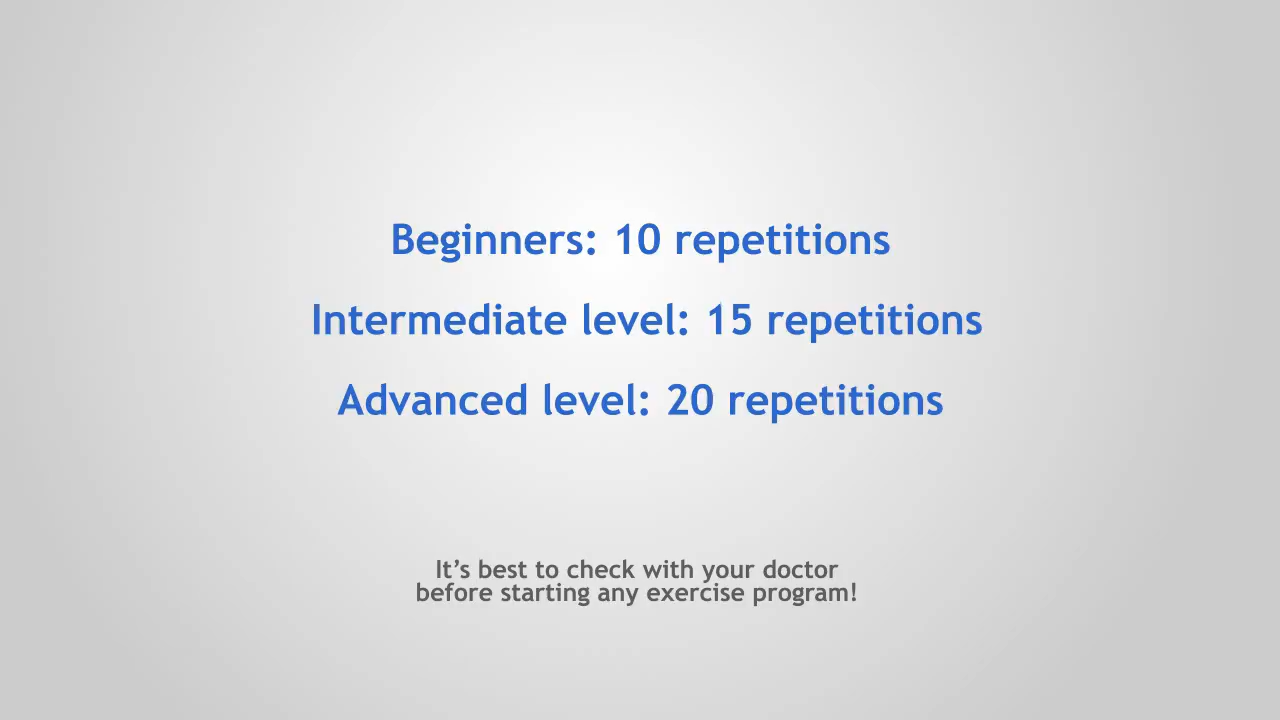 Beginners: 10 repetitions
Intermediate level: 15 repetitions
Advanced level: 20 repetitions
It’s best to check with your doctor
before starting any exercise program!